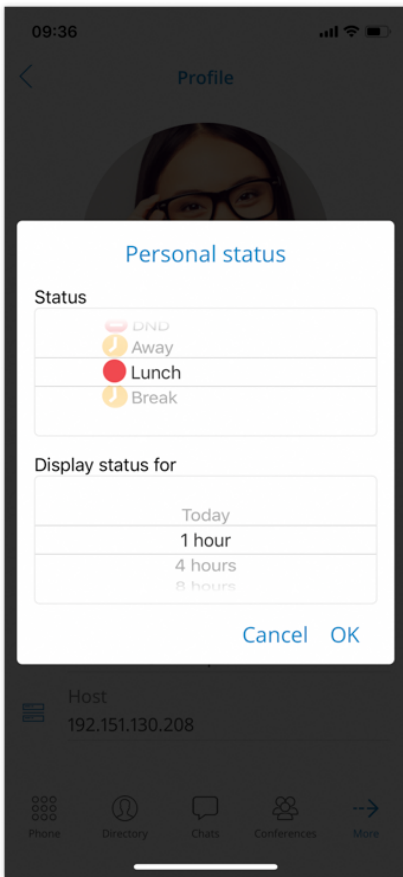 09:36
Profile
Personal status
Status
DND
Away
Lunch
Break
Display status for
Today
1 hour
4 hours
8 hours
Cancel OK
Host
192.151.130.208
Phone Directory Chats Conferences More